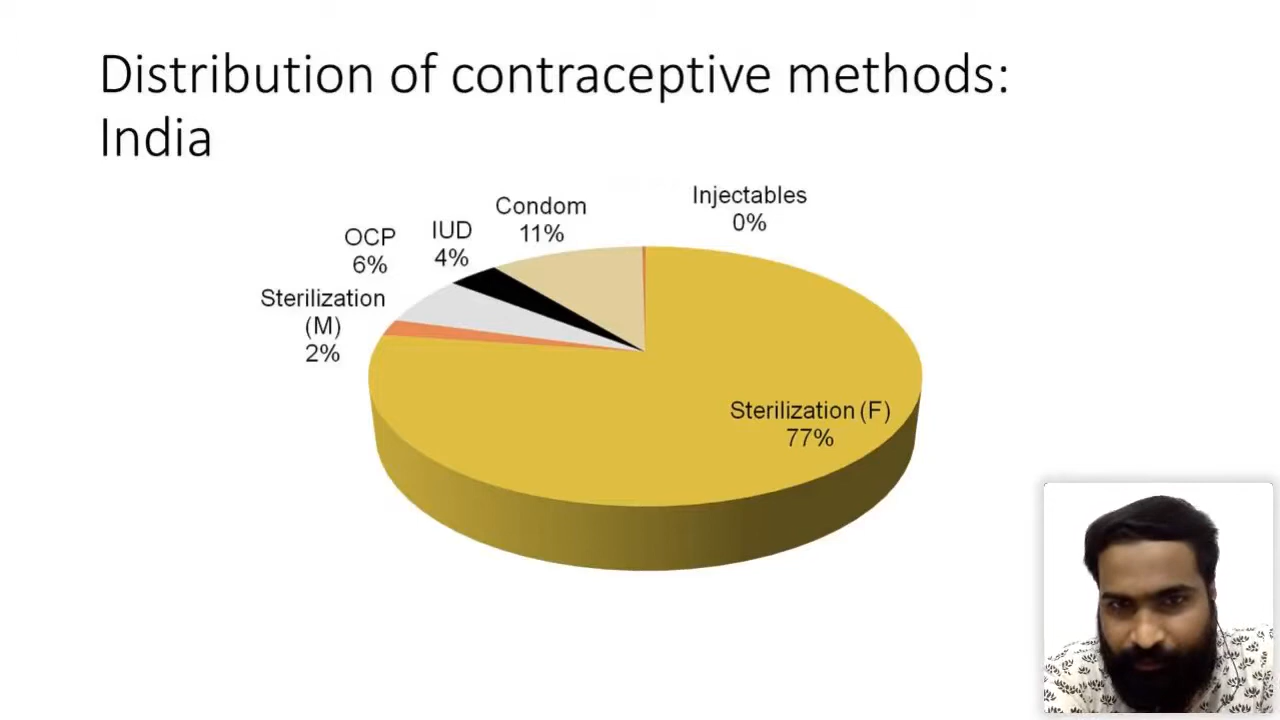 Distribution of contraceptive methods:
India
Injectables
0%
Condom
11%
IUD
4%
OCP
6%
Sterilization
(M)
2%
Sterilization (F)
77%